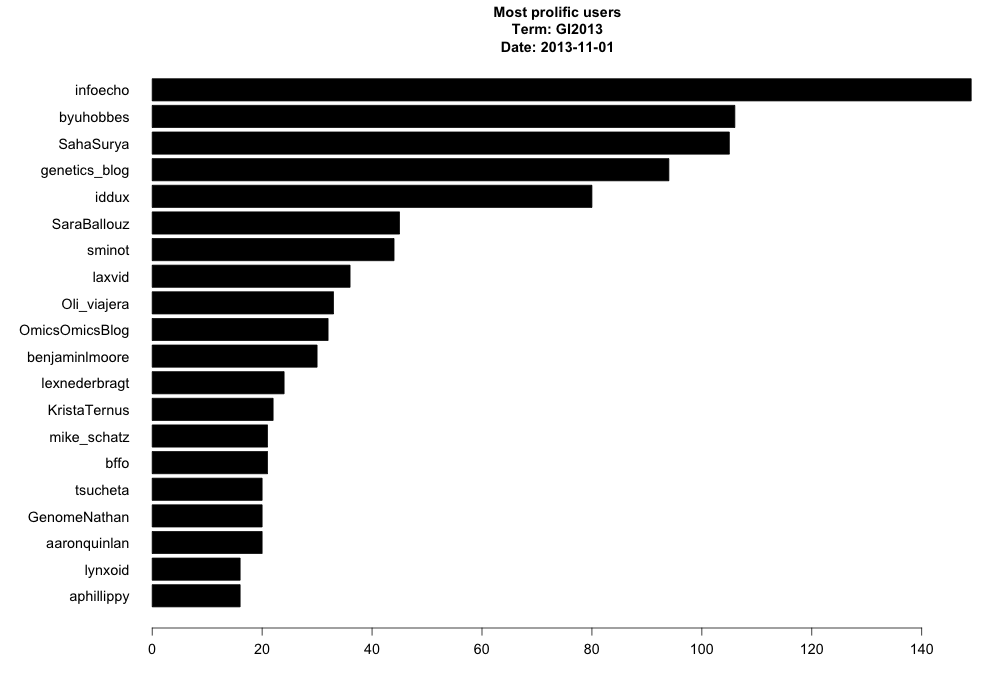 Most prolific users
Term: GI2013
Date: 2013-11-01
infoecho
byuhobbes
SahaSurya
genetics_blog
iddux
SaraBallouz
sminot
laxvid
Oli_viajera
OmicsOmicsBlog
benjaminlmoore
lexnederbragt
KristaTernus
mike_schatz
bffo
tsucheta
GenomeNathan
aaronquinlan
lynxoid
aphillippy
0 20 40 60 80 100 120 140